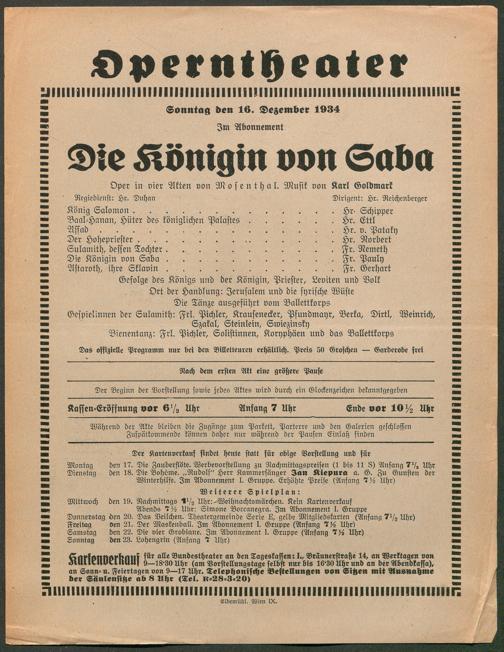 Operntheater
Sonntag den 16. Dezember 1934
Im Abonnement
Die Königin von Saba
Oper in vier Akten von Mosenthal. Musik von Karl Goldmark
Regiedienst: Hr. Duhan Dirigent: Hr. Reichenberger
König Salomon . . . . . . . . . . . . Hr. Schipper
Baal-Hanan, Hüter des königlichen Palastes . . . . Hr. Ettl
Assad . . . . . . . . . . . . Hr. v. Pataky
Der Hohepriester . . . . . . . . . . . . Hr. Norbert
Sulamith, dessen Tochter . . . . . . . . . . Fr. Nemeth
Die Königin von Saba . . . . . . . . . . Fr. Pauly
Astaroth, ihre Sklavin . . . . . . . . . . Fr. Gerhart
Gefolge des Königs und der Königin, Priester, Leviten und Volk
Ort der Handlung: Jerusalem und die syrische Wüste
Die Tänze ausgeführt vom Ballettkorps
Gespielinnen der Sulamith: Frl. Pichler, Krausenecker, Pfundmayr, Berka, Dirtl, Weinrich,
Szakal, Steinlein, Swiezinsky
Bienentanz: Frl. Pichler, Solistinnen, Koryphäen und das Ballettkorps
Das offizielle Programm nur bei den Billetteuren erhältlich. Preis 50 Groschen — Garderobe frei
Nach dem ersten Akt eine größere Pause
Der Beginn der Vorstellung sowie jedes Aktes wird durch ein Glockenzeichen bekanntgegeben
Kassen-Eröffnung vor 6½ Uhr Anfang 7 Uhr Ende vor 10½ Uhr
Während der Akte bleiben die Zugänge zum Parkett, Parterre und den Galerien geschlossen
Zuspätkommende können daher nur während der Pausen Einlaß finden
Der Kartenverkauf findet heute statt für obige Vorstellung und für
Montag den 17. Die Zauberflöte. Werbevorstellung zu Nachmittagspreisen (1 bis 11 S) Anfang 7½ Uhr
Dienstag den 18. Die Bohème. „Rudolf“ Herr Kammersänger Jan Kiepura a. G. Zu Gunsten der
Winterhilfe. Im Abonnement I. Gruppe. Erhöhte Preise (Anfang 7½ Uhr)
Weiterer Spielplan:
Mittwoch den 19. Nachmittags Uhr: Weihnachtsmärchen. Kein Kartenverkauf
Abends 7½ Uhr: Simone Boccanegra. Im Abonnement I. Gruppe
Donnerstag den 20. Das Veilchen. Theatergemeinde Serie E, gelbe Mitgliedskarten (Anfang 7½ Uhr)
Freitag den 21. Der Maskenball. Im Abonnement I. Gruppe (Anfang 7½ Uhr)
Samstag den 22. Die vier Grobiane. Im Abonnement I. Gruppe (Anfang 7½ Uhr)
Sonntag den 23. Lohengrin (Anfang 7 Uhr)
Kartenverkauf für alle Bundestheater an den Tageskassen: I., Bräunerstraße 14, an Werktagen von
9—18·30 Uhr (am Vorstellungstage selbst nur bis 16·30 Uhr und an der Abendkassa),
an Sonn- u. Feiertagen von 9—17 Uhr. Telephonische Bestellungen von Sitzen mit Ausnahme
der Säulensitze ab 8 Uhr (Tel. R-28-3-20)
Elbemühl, Wien IX.